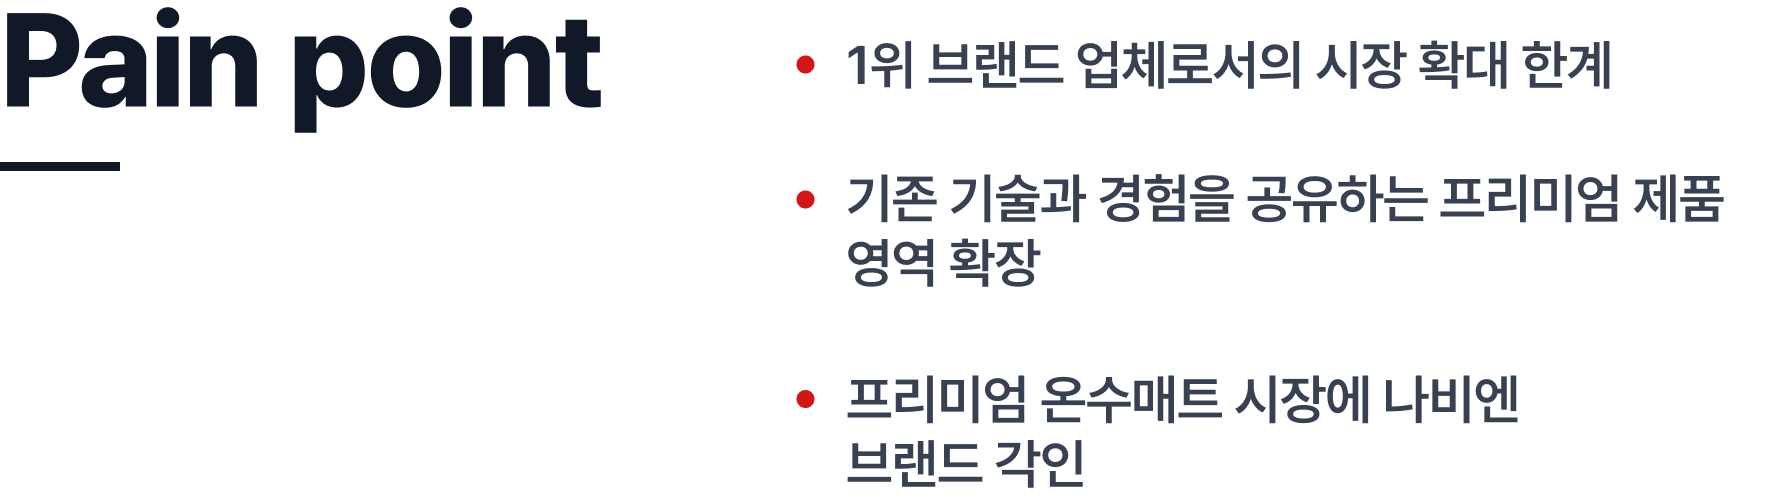 Pain point
1위 브랜드 업체로서의 시장 확대 한계
기존 기술과 경험을 공유하는 프리미엄 제품
영역 확장
프리미엄 온수매트 시장에 나비엔
브랜드 각인